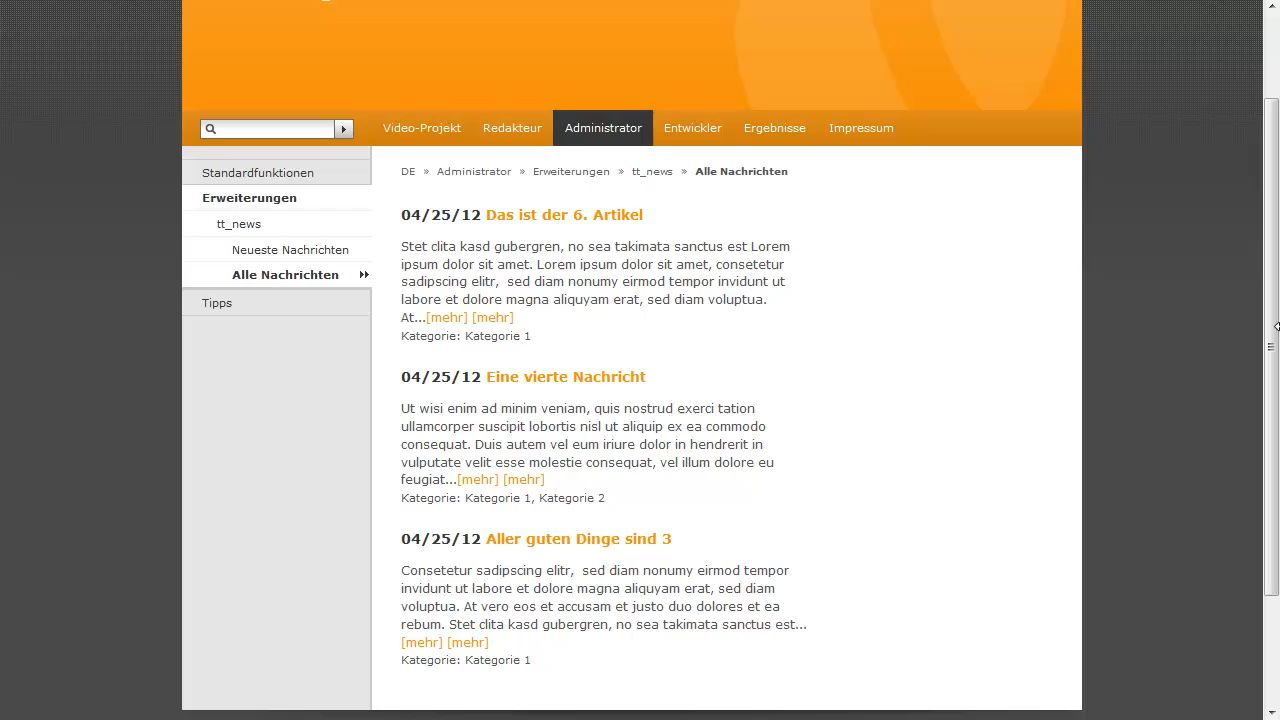 Video-Projekt Redakteur Administrator Entwickler Ergebnisse Impressum
Standardfunktionen
Erweiterungen
tt_news
Neueste Nachrichten
Alle Nachrichten
Tipps
DE » Administrator » Erweiterungen » tt_news » Alle Nachrichten
04/25/12 Das ist der 6. Artikel
Stet clita kasd gubergren, no sea takimata sanctus est Lorem
ipsum dolor sit amet. Lorem ipsum dolor sit amet, consetetur
sadipscing elitr,  sed diam nonumy eirmod tempor invidunt ut
labore et dolore magna aliquyam erat, sed diam voluptua.
At...[mehr] [mehr]
Kategorie: Kategorie 1
04/25/12 Eine vierte Nachricht
Ut wisi enim ad minim veniam, quis nostrud exerci tation
ullamcorper suscipit lobortis nisl ut aliquip ex ea commodo
consequat. Duis autem vel eum iriure dolor in hendrerit in
vulputate velit esse molestie consequat, vel illum dolore eu
feugiat...[mehr] [mehr]
Kategorie: Kategorie 1, Kategorie 2
04/25/12 Aller guten Dinge sind 3
Consetetur sadipscing elitr,  sed diam nonumy eirmod tempor
invidunt ut labore et dolore magna aliquyam erat, sed diam
voluptua. At vero eos et accusam et justo duo dolores et ea
rebum. Stet clita kasd gubergren, no sea takimata sanctus est...
[mehr] [mehr]
Kategorie: Kategorie 1